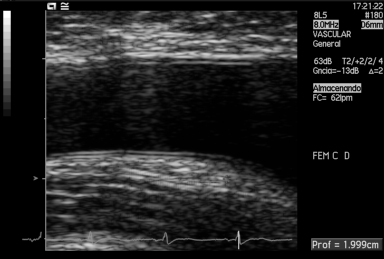 17:21:22
8L5 #180
8.0MHz 36mm
VASCULAR
General
63dB T2/+2/2/ 4
Gncia=-13dB Δ=2
Almacenando
FC= 62lpm
FEM C D
Prof = 1.999cm